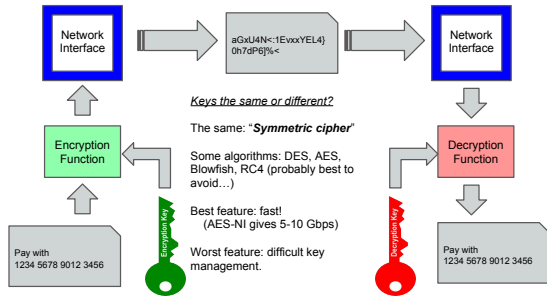 Network
Interface
aGxU4N<:1EvxxYEL4}
0h7dP6]%<
Network
Interface
Keys the same or different?
The same: “Symmetric cipher”
Some algorithms: DES, AES,
Blowfish, RC4 (probably best to
avoid…)
Best feature: fast!
(AES-NI gives 5-10 Gbps)
Worst feature: difficult key
management.
Encryption
Function
Decryption
Function
Encryption Key
Decryption Key
Pay with
1234 5678 9012 3456
Pay with
1234 5678 9012 3456